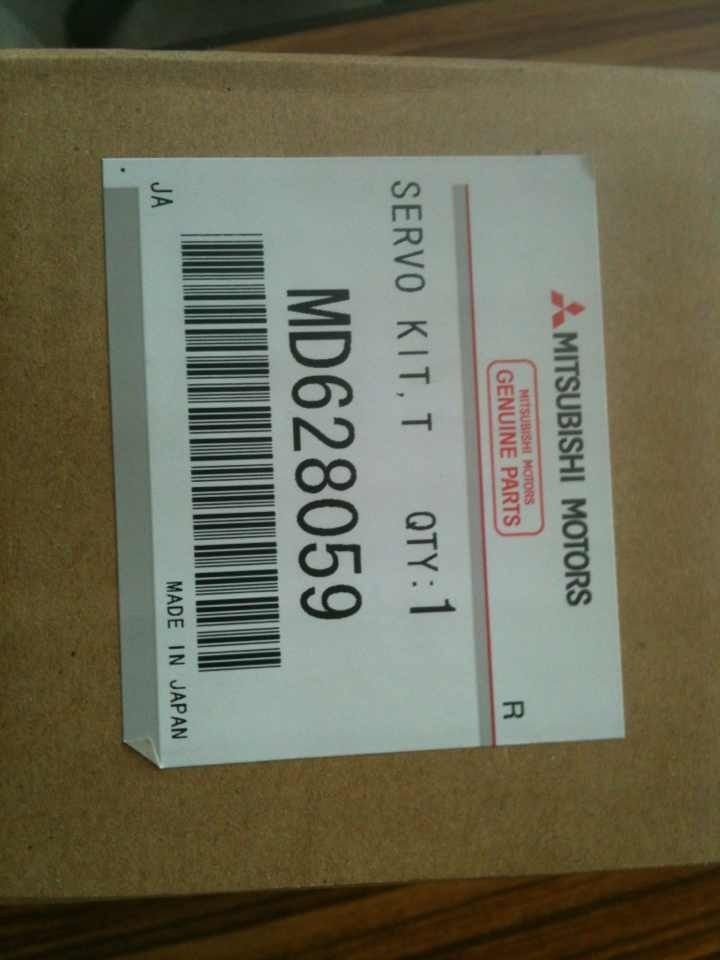 MITSUBISHI MOTORS
MITSUBISHI MOTORS
GENUINE PARTS
R
SERVO KIT, T QTY:1
MD628059
JA MADE IN JAPAN